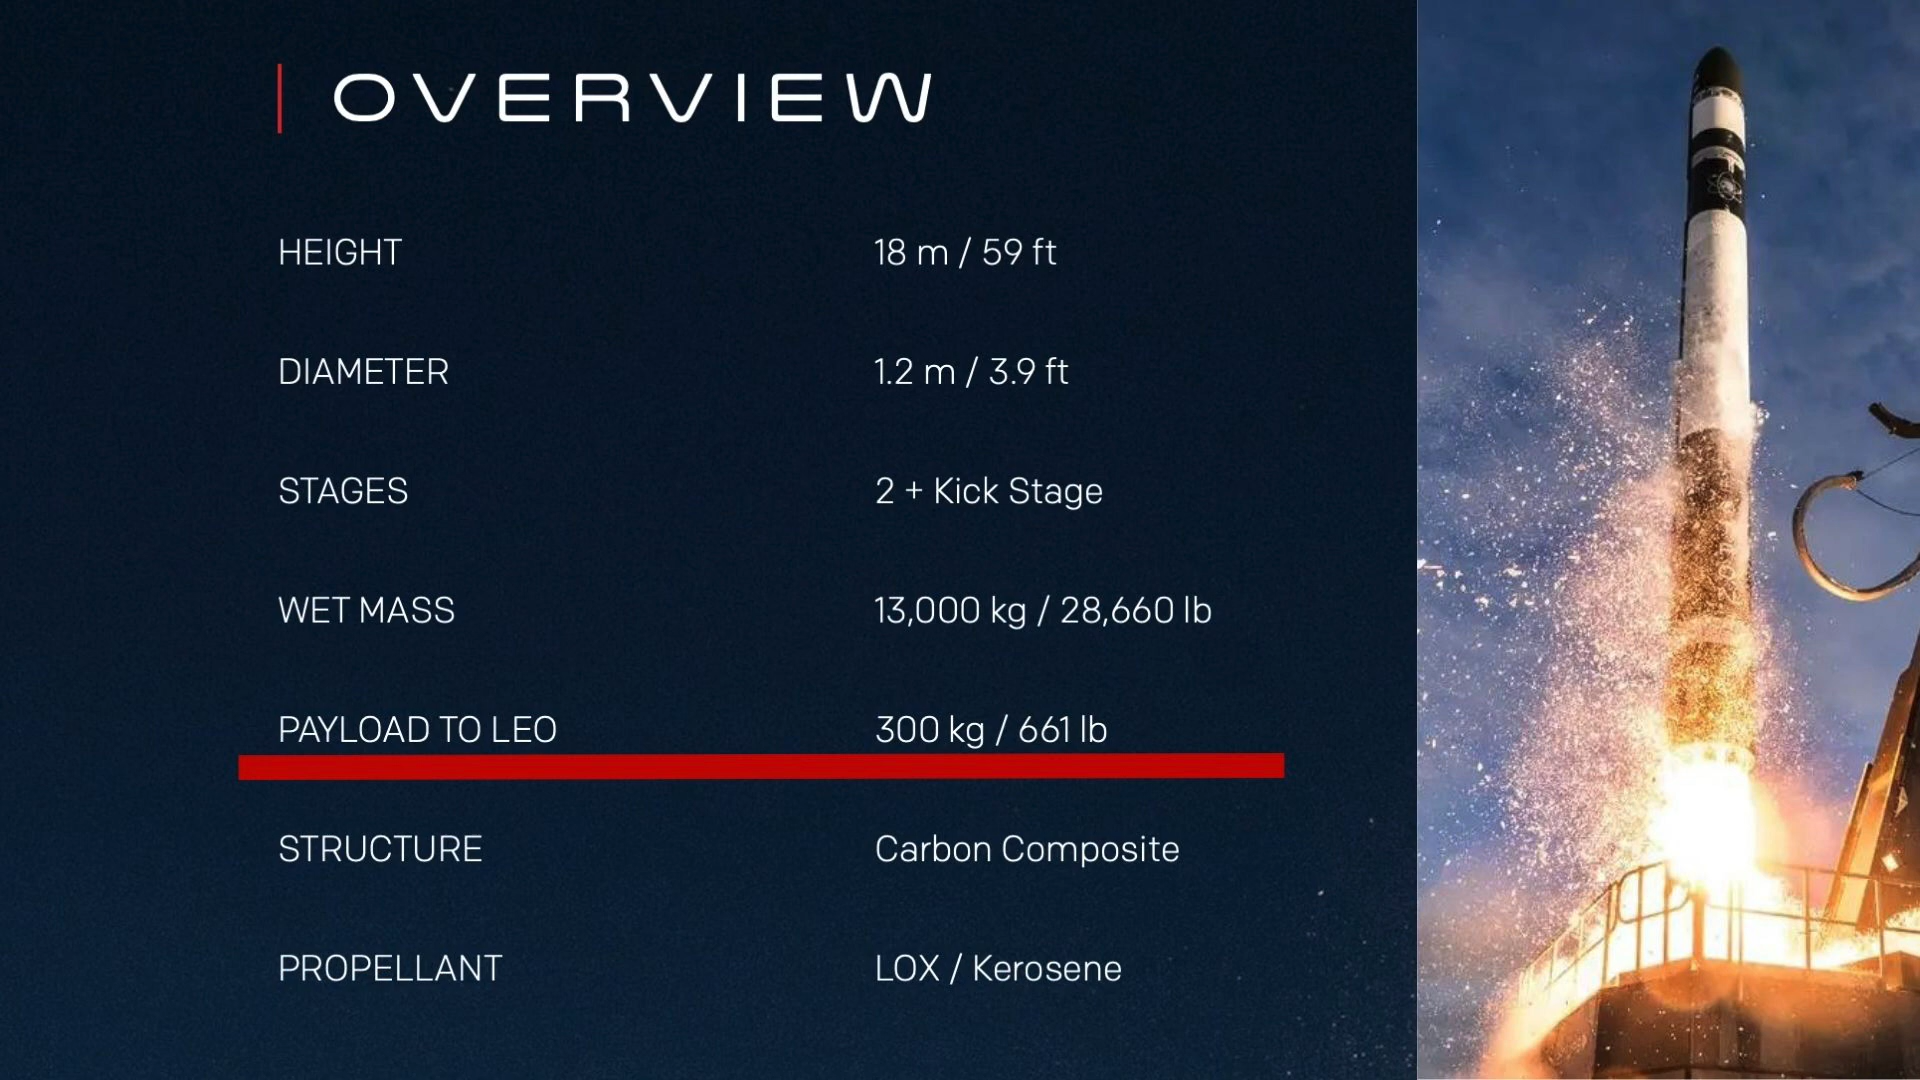 OVERVIEW
HEIGHT 18 m / 59 ft
DIAMETER 1.2 m / 3.9 ft
STAGES 2 + Kick Stage
WET MASS 13,000 kg / 28,660 lb
PAYLOAD TO LEO 300 kg / 661 lb
STRUCTURE Carbon Composite
PROPELLANT LOX / Kerosene